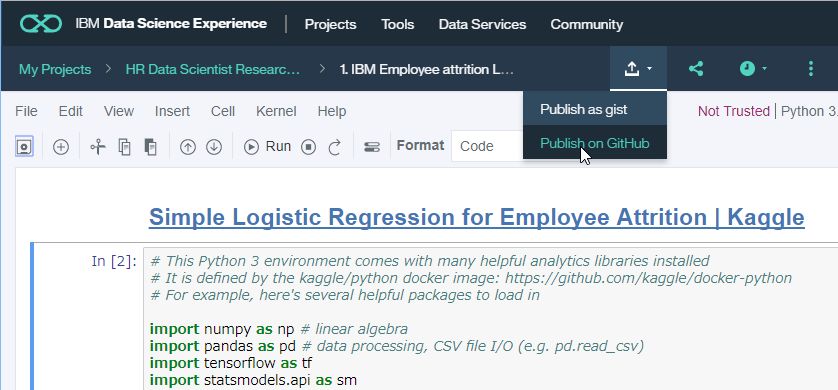 IBM Data Science Experience Projects Tools Data Services Community
My Projects HR Data Scientist Researc... 1. IBM Employee attrition L...
Publish as gist
Publish on GitHub
File Edit View Insert Cell Kernel Help Not Trusted Python 3.
Run Format Code
Simple Logistic Regression for Employee Attrition | Kaggle
In [2]: # This Python 3 environment comes with many helpful analytics libraries installed
# It is defined by the kaggle/python docker image: https://github.com/kaggle/docker-python
# For example, here's several helpful packages to load in
import numpy as np # linear algebra
import pandas as pd # data processing, CSV file I/O (e.g. pd.read_csv)
import tensorflow as tf
import statsmodels.api as sm